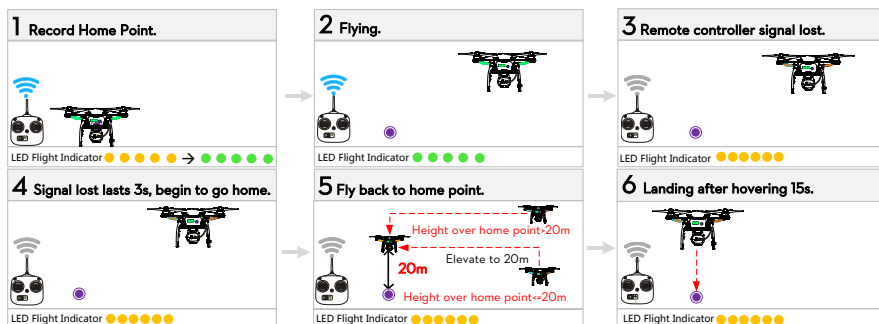 1 Record Home Point.
LED Flight Indicator
2 Flying.
LED Flight Indicator
3 Remote controller signal lost.
LED Flight Indicator
4 Signal lost lasts 3s, begin to go home.
LED Flight Indicator
5 Fly back to home point.
Height over home point>20m
Elevate to 20m
20m
Height over home point<=20m
LED Flight Indicator
6 Landing after hovering 15s.
LED Flight Indicator